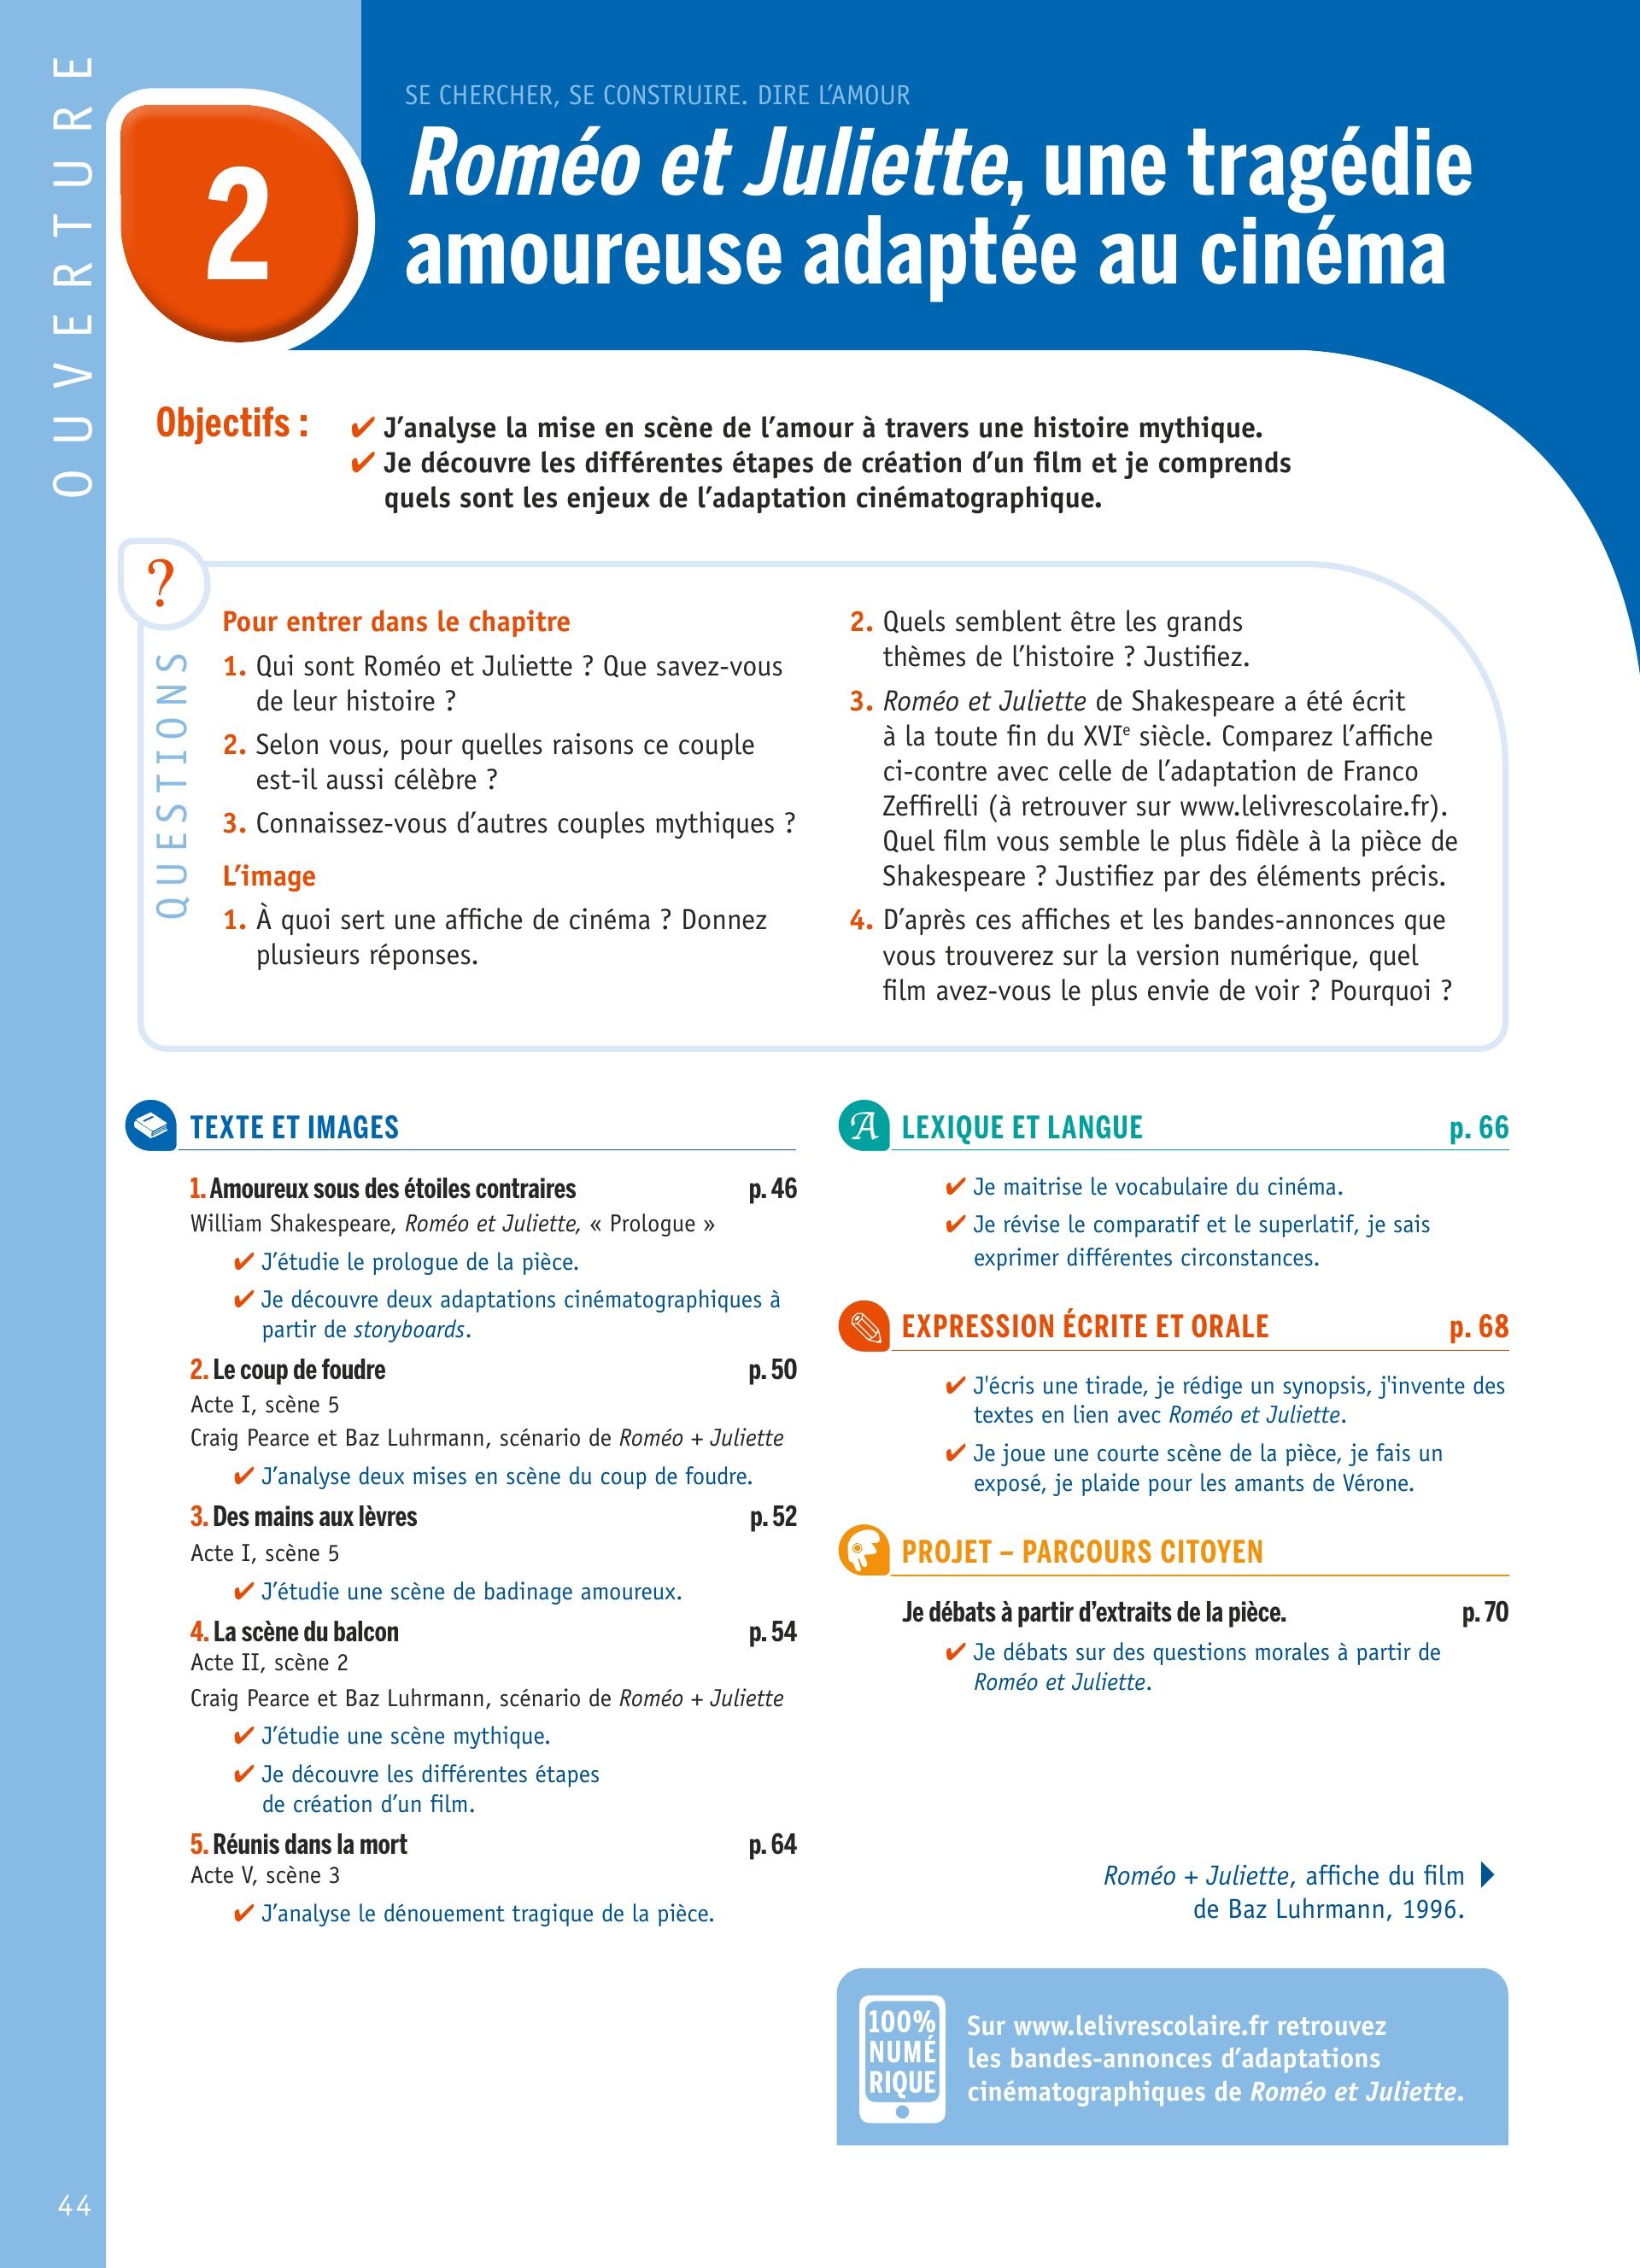 OUVERTURE
2
SE CHERCHER, SE CONSTRUIRE. DIRE L’AMOUR
Roméo et Juliette, une tragédie
amoureuse adaptée au cinéma
Objectifs :
✔ J’analyse la mise en scène de l’amour à travers une histoire mythique.
✔ Je découvre les différentes étapes de création d’un film et je comprends
quels sont les enjeux de l’adaptation cinématographique.
?
QUESTIONS
Pour entrer dans le chapitre
1. Qui sont Roméo et Juliette ? Que savez-vous
de leur histoire ?
2. Selon vous, pour quelles raisons ce couple
est-il aussi célèbre ?
3. Connaissez-vous d’autres couples mythiques ?
L’image
1. À quoi sert une affiche de cinéma ? Donnez
plusieurs réponses.
2. Quels semblent être les grands
thèmes de l’histoire ? Justifiez.
3. Roméo et Juliette de Shakespeare a été écrit
à la toute fin du XVIe siècle. Comparez l’affiche
ci-contre avec celle de l’adaptation de Franco
Zeffirelli (à retrouver sur www.lelivrescolaire.fr).
Quel film vous semble le plus fidèle à la pièce de
Shakespeare ? Justifiez par des éléments précis.
4. D’après ces affiches et les bandes-annonces que
vous trouverez sur la version numérique, quel
film avez-vous le plus envie de voir ? Pourquoi ?
TEXTE ET IMAGES
1. Amoureux sous des étoiles contraires p. 46
William Shakespeare, Roméo et Juliette, « Prologue »
✔ J’étudie le prologue de la pièce.
✔ Je découvre deux adaptations cinématographiques à
partir de storyboards.
2. Le coup de foudre p. 50
Acte I, scène 5
Craig Pearce et Baz Luhrmann, scénario de Roméo + Juliette
✔ J’analyse deux mises en scène du coup de foudre.
3. Des mains aux lèvres p. 52
Acte I, scène 5
✔ J’étudie une scène de badinage amoureux.
4. La scène du balcon p. 54
Acte II, scène 2
Craig Pearce et Baz Luhrmann, scénario de Roméo + Juliette
✔ J’étudie une scène mythique.
✔ Je découvre les différentes étapes
de création d’un film.
5. Réunis dans la mort p. 64
Acte V, scène 3
✔ J’analyse le dénouement tragique de la pièce.
A LEXIQUE ET LANGUE p. 66
✔ Je maitrise le vocabulaire du cinéma.
✔ Je révise le comparatif et le superlatif, je sais
exprimer différentes circonstances.
EXPRESSION ÉCRITE ET ORALE p. 68
✔ J'écris une tirade, je rédige un synopsis, j'invente des
textes en lien avec Roméo et Juliette.
✔ Je joue une courte scène de la pièce, je fais un
exposé, je plaide pour les amants de Vérone.
PROJET – PARCOURS CITOYEN
Je débats à partir d’extraits de la pièce. p. 70
✔ Je débats sur des questions morales à partir de
Roméo et Juliette.
Roméo + Juliette, affiche du film
de Baz Luhrmann, 1996.
100%
NUMÉ
RIQUE
Sur www.lelivrescolaire.fr retrouvez
les bandes-annonces d’adaptations
cinématographiques de Roméo et Juliette.
44